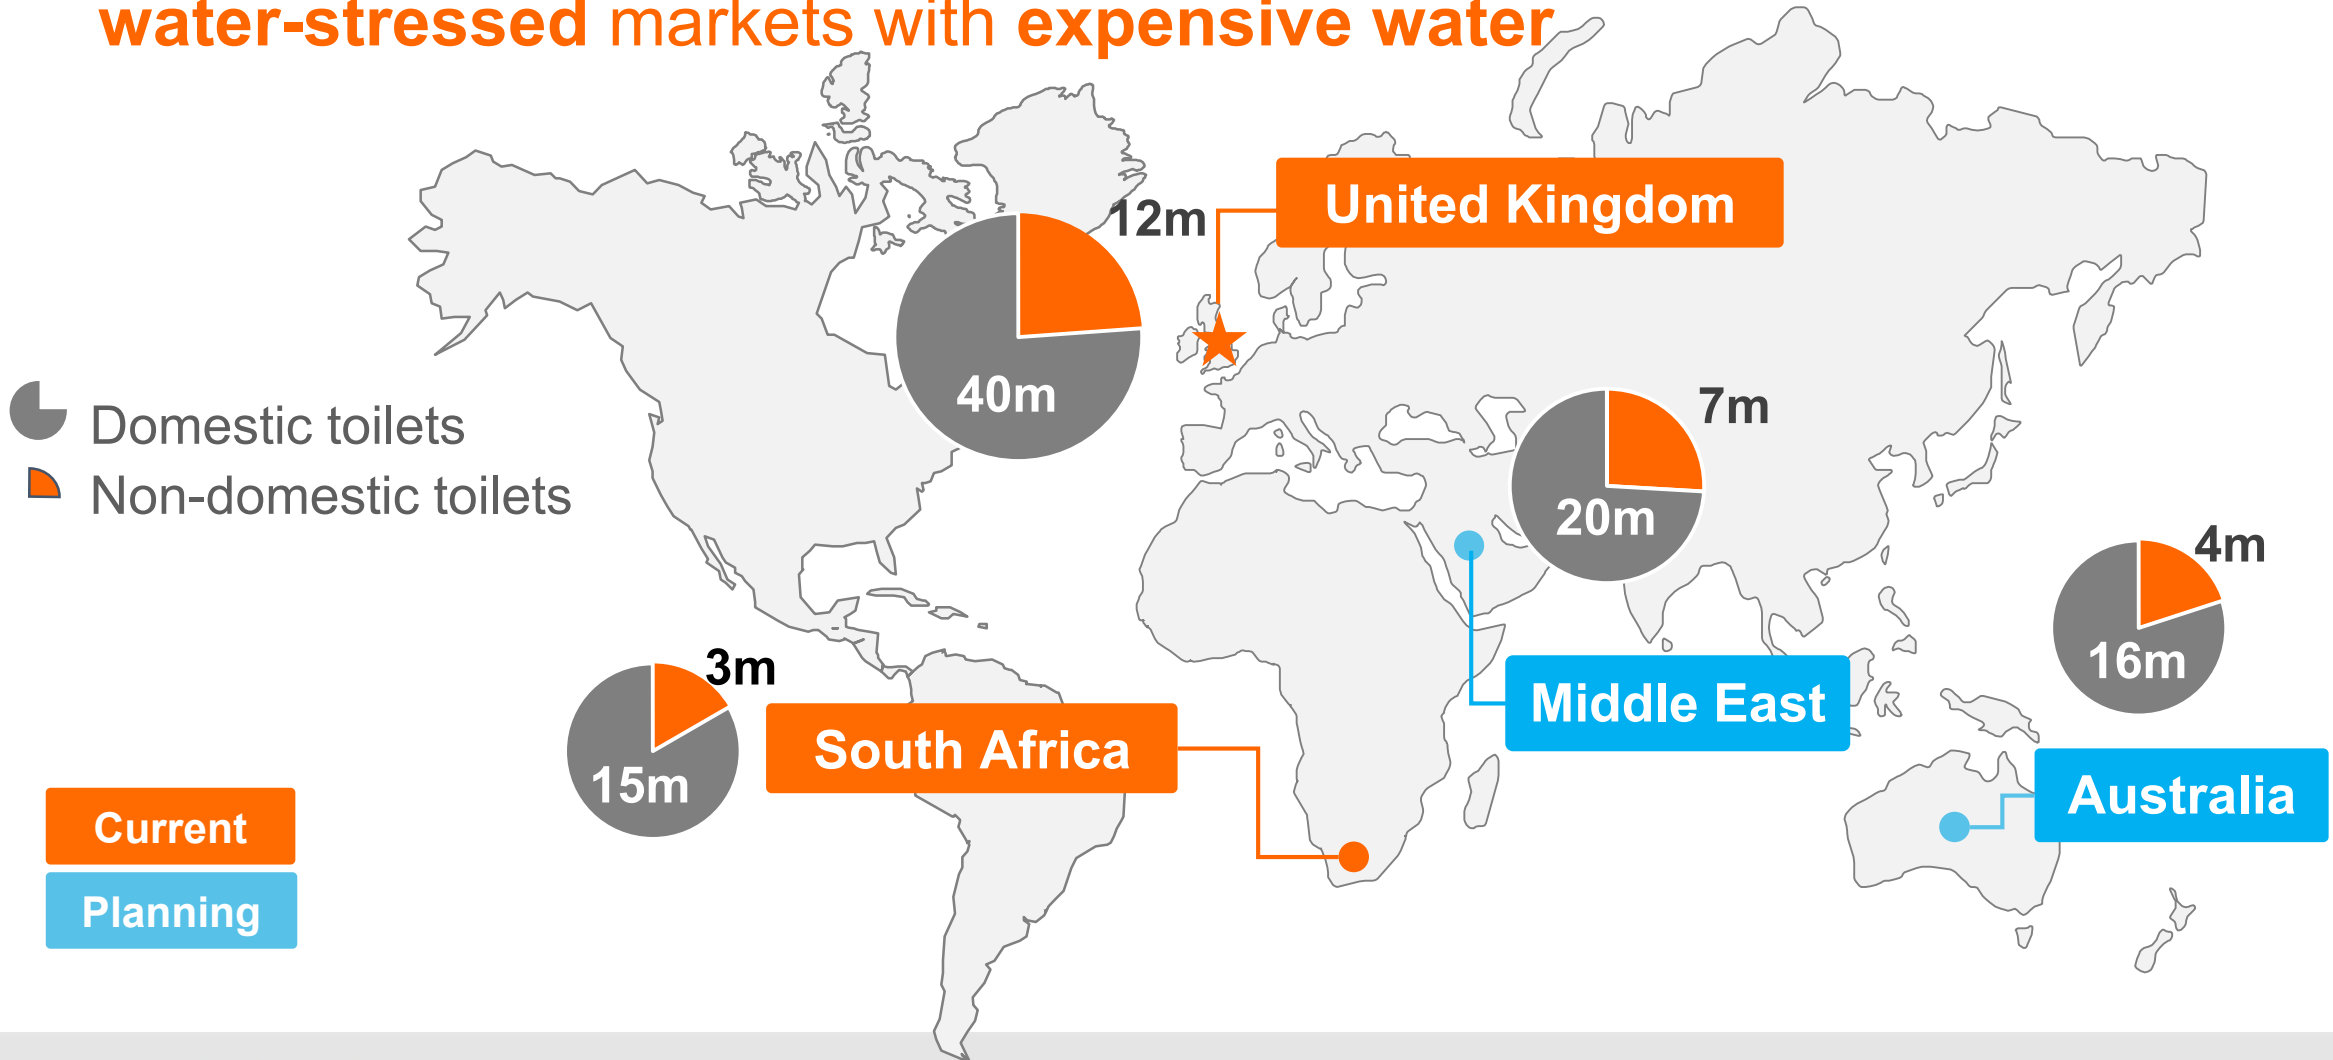 water-stressed markets with expensive water
12m
United Kingdom
40m
7m
Domestic toilets
Non-domestic toilets
20m
4m
16m
3m
Middle East
South Africa
15m
Australia
Current
Planning